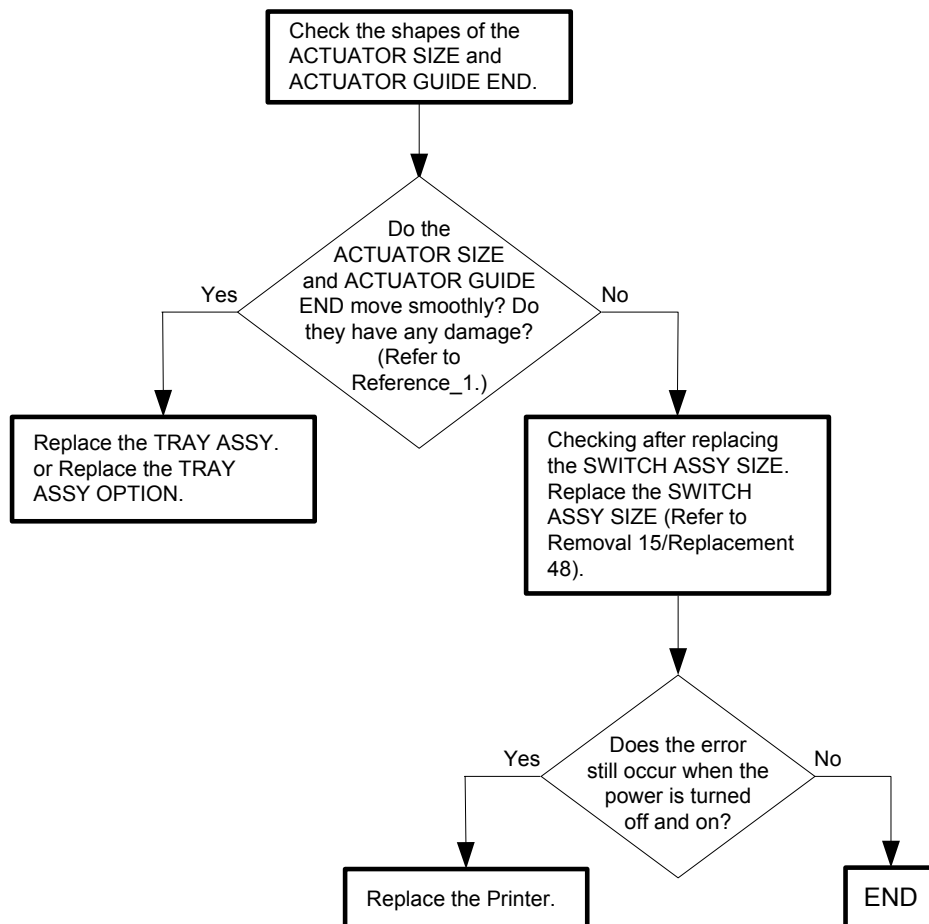 Check the shapes of the
ACTUATOR SIZE and
ACTUATOR GUIDE END.
Do the
ACTUATOR SIZE
and ACTUATOR GUIDE
END move smoothly? Do
they have any damage?
(Refer to
Reference_1.)
Yes
No
Replace the TRAY ASSY.
or Replace the TRAY
ASSY OPTION.
Checking after replacing
the SWITCH ASSY SIZE.
Replace the SWITCH
ASSY SIZE (Refer to
Removal 15/Replacement
48).
Does the error
still occur when the
power is turned
off and on?
Yes
No
Replace the Printer.
END